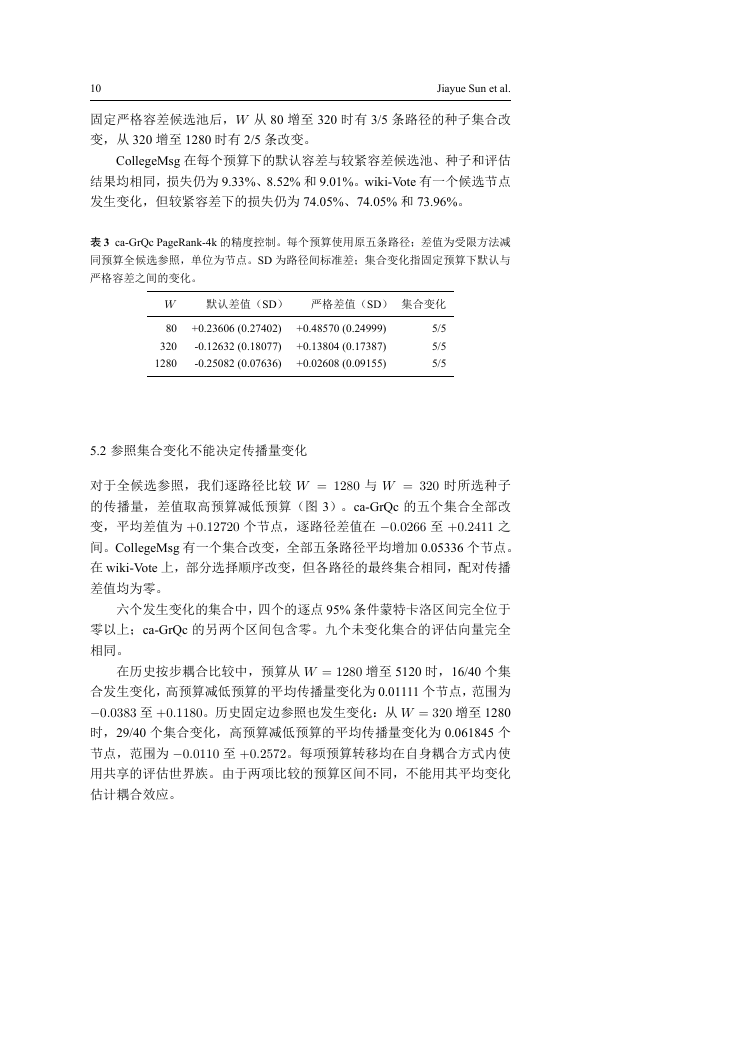 10 Jiayue Sun et al.
固定严格容差候选池后，W 从 80 增至 320 时有 3/5 条路径的种子集合改
变，从 320 增至 1280 时有 2/5 条改变。
CollegeMsg 在每个预算下的默认容差与较紧容差候选池、种子和评估
结果均相同，损失仍为 9.33%、8.52% 和 9.01%。wiki-Vote 有一个候选节点
发生变化，但较紧容差下的损失仍为 74.05%、74.05% 和 73.96%。
表 3 ca-GrQc PageRank-4k 的精度控制。每个预算使用原五条路径；差值为受限方法减
同预算全候选参照，单位为节点。SD 为路径间标准差；集合变化指固定预算下默认与
严格容差之间的变化。
W 默认差值（SD） 严格差值（SD） 集合变化
80 +0.23606 (0.27402) +0.48570 (0.24999) 5/5
320 -0.12632 (0.18077) +0.13804 (0.17387) 5/5
1280 -0.25082 (0.07636) +0.02608 (0.09155) 5/5
5.2 参照集合变化不能决定传播量变化
对于全候选参照，我们逐路径比较 W = 1280 与 W = 320 时所选种子
的传播量，差值取高预算减低预算（图 3）。ca-GrQc 的五个集合全部改
变，平均差值为 +0.12720 个节点，逐路径差值在 −0.0266 至 +0.2411 之
间。CollegeMsg 有一个集合改变，全部五条路径平均增加 0.05336 个节点。
在 wiki-Vote 上，部分选择顺序改变，但各路径的最终集合相同，配对传播
差值均为零。
六个发生变化的集合中，四个的逐点 95% 条件蒙特卡洛区间完全位于
零以上；ca-GrQc 的另两个区间包含零。九个未变化集合的评估向量完全
相同。
在历史按步耦合比较中，预算从 W = 1280 增至 5120 时，16/40 个集
合发生变化，高预算减低预算的平均传播量变化为 0.01111 个节点，范围为
−0.0383 至 +0.1180。历史固定边参照也发生变化：从 W = 320 增至 1280
时，29/40 个集合变化，高预算减低预算的平均传播量变化为 0.061845 个
节点，范围为 −0.0110 至 +0.2572。每项预算转移均在自身耦合方式内使
用共享的评估世界族。由于两项比较的预算区间不同，不能用其平均变化
估计耦合效应。